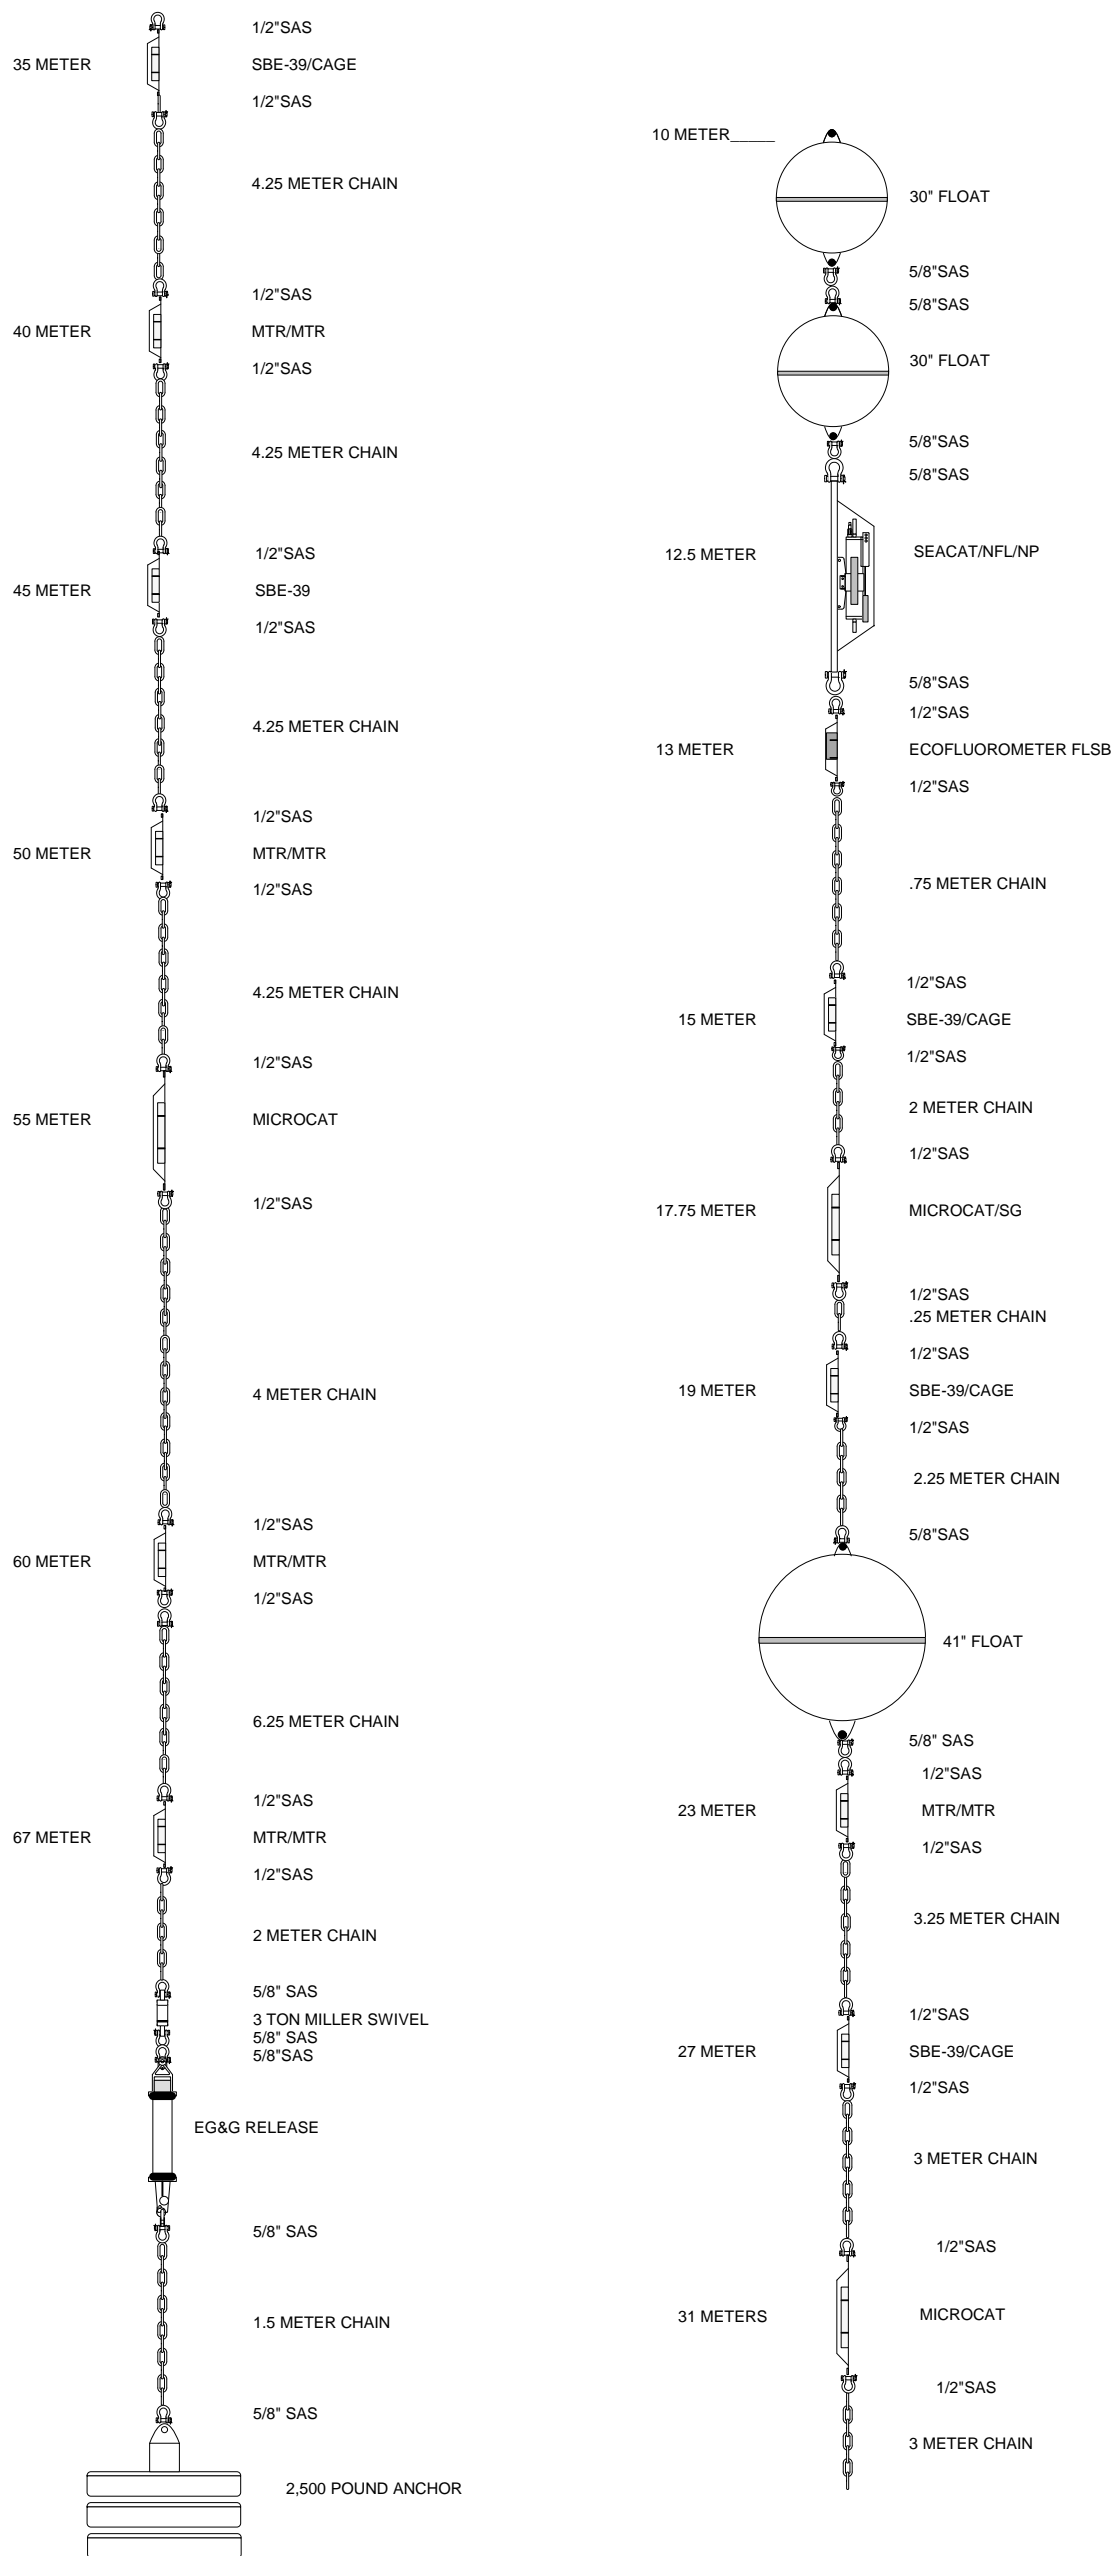 1/2"SAS
35 METER SBE-39/CAGE
1/2"SAS
4.25 METER CHAIN
1/2"SAS
40 METER MTR/MTR
1/2"SAS
4.25 METER CHAIN
1/2"SAS
45 METER SBE-39
1/2"SAS
4.25 METER CHAIN
1/2"SAS
50 METER MTR/MTR
1/2"SAS
4.25 METER CHAIN
1/2"SAS
55 METER MICROCAT
1/2"SAS
4 METER CHAIN
1/2"SAS
60 METER MTR/MTR
1/2"SAS
6.25 METER CHAIN
1/2"SAS
67 METER MTR/MTR
1/2"SAS
2 METER CHAIN
5/8" SAS
3 TON MILLER SWIVEL
5/8" SAS
5/8"SAS
EG&G RELEASE
5/8" SAS
1.5 METER CHAIN
5/8" SAS
2,500 POUND ANCHOR
10 METER_____
30" FLOAT
5/8"SAS
5/8"SAS
30" FLOAT
5/8"SAS
5/8"SAS
12.5 METER SEACAT/NFL/NP
5/8"SAS
1/2"SAS
13 METER ECOFLUOROMETER FLSB
1/2"SAS
.75 METER CHAIN
1/2"SAS
15 METER SBE-39/CAGE
1/2"SAS
2 METER CHAIN
1/2"SAS
17.75 METER MICROCAT/SG
1/2"SAS
.25 METER CHAIN
1/2"SAS
19 METER SBE-39/CAGE
1/2"SAS
2.25 METER CHAIN
5/8"SAS
41" FLOAT
5/8" SAS
1/2"SAS
23 METER MTR/MTR
1/2"SAS
3.25 METER CHAIN
1/2"SAS
27 METER SBE-39/CAGE
1/2"SAS
3 METER CHAIN
1/2"SAS
31 METERS MICROCAT
1/2"SAS
3 METER CHAIN